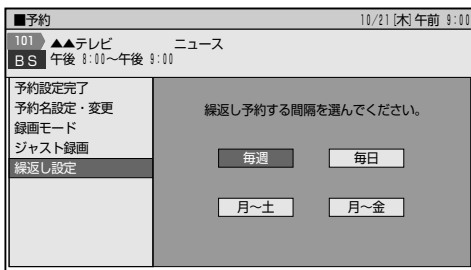 ■予約 10/21[木]午前 9:00
101 ▲▲テレビ ニュース
BS 午後 8:00～午後 9:00
予約設定完了
予約名設定・変更
録画モード
ジャスト録画
繰返し設定
繰返し予約する間隔を選んでください。
毎週 毎日
月～土 月～金